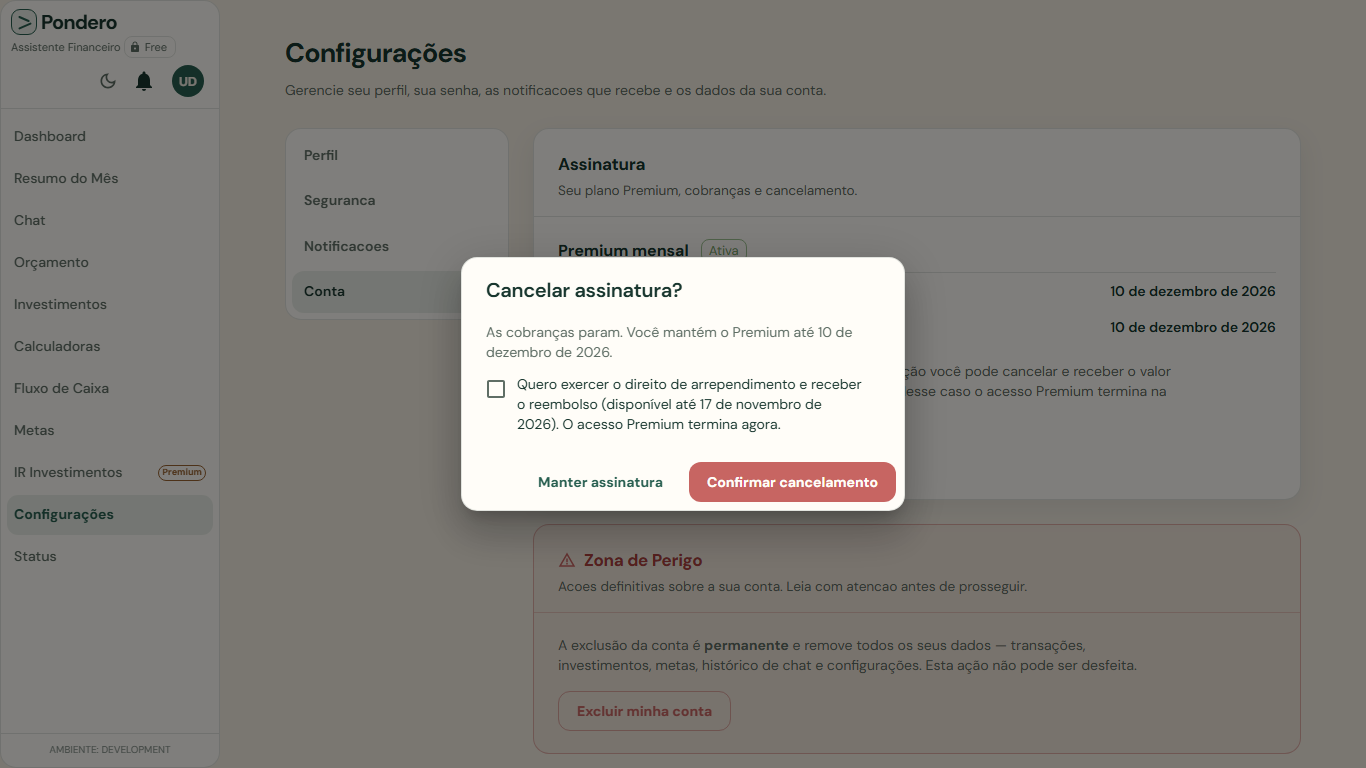 Pondero
Assistente Financeiro
Free
UD
Dashboard
Resumo do Mês
Chat
Orçamento
Investimentos
Calculadoras
Fluxo de Caixa
Metas
IR Investimentos
Premium
Configurações
Status
AMBIENTE: DEVELOPMENT
Configurações
Gerencie seu perfil, sua senha, as notificacoes que recebe e os dados da sua conta.
Perfil
Seguranca
Notificacoes
Conta
Assinatura
Seu plano Premium, cobranças e cancelamento.
Premium mensal
Ativa
10 de dezembro de 2026
10 de dezembro de 2026
você pode cancelar e receber o valor
caso o acesso Premium termina na
Cancelar assinatura?
As cobranças param. Você mantém o Premium até 10 de
dezembro de 2026.
Quero exercer o direito de arrependimento e receber
o reembolso (disponível até 17 de novembro de
2026). O acesso Premium termina agora.
Manter assinatura
Confirmar cancelamento
Zona de Perigo
Acoes definitivas sobre a sua conta. Leia com atencao antes de prosseguir.
A exclusão da conta é permanente e remove todos os seus dados — transações,
investimentos, metas, histórico de chat e configurações. Esta ação não pode ser desfeita.
Excluir minha conta